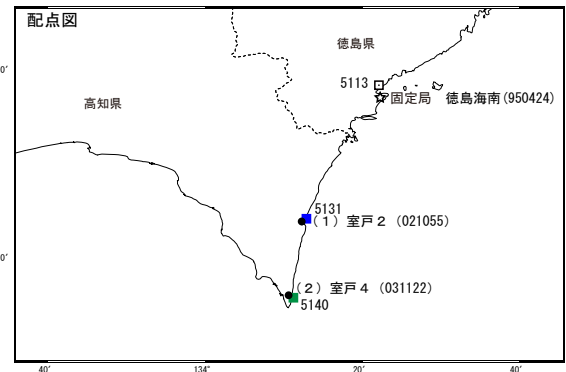 配点図
徳島県
0'
5113
固定局 徳島海南(950424)
高知県
5131
(1)室戸2(021055)
0'
(2)室戸4(031122)
5140
40'
134°
20'
40'